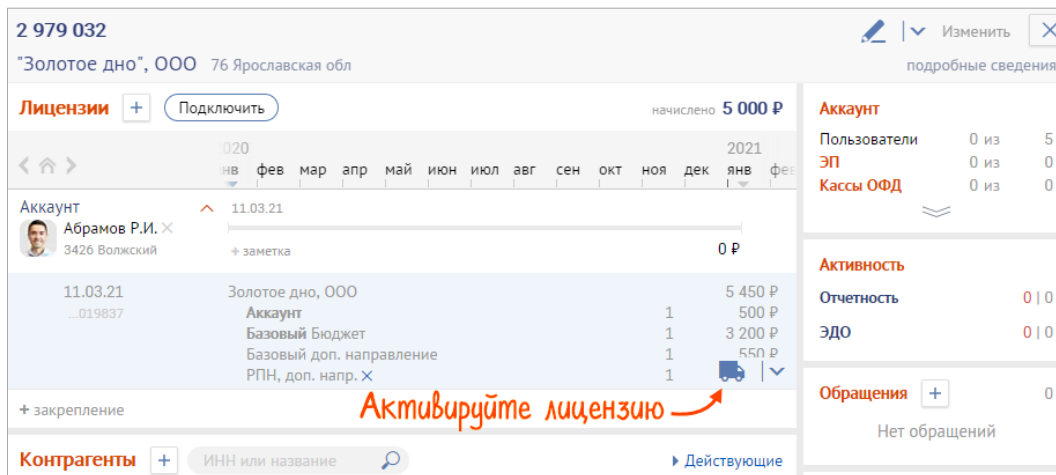 2 979 032
Изменить
"Золотое дно", ООО 76 Ярославская обл
подробные сведения
Лицензии + Подключить
начислено 5 000 ₽
2021
фев мар апр май июн июл авг сен окт ноя дек янв
Аккаунт 11.03.21
Абрамов Р.И.
3426 Волжский + заметка 0 ₽
11.03.21 Золотое дно, ООО 5 450 ₽
...019837 Аккаунт 1 500 ₽
Базовый Бюджет 1 3 200 ₽
Базовый доп. направление 1 550 ₽
РПН, доп. напр. × 1
Активируйте лицензию
+ закрепление
Контрагенты + ИНН или название
Действующие
Аккаунт
Пользователи 0 из 5
ЭП 0 из 0
Кассы ОФД 0 из 0
Активность
Отчетность 0 | 0
ЭДО 0 | 0
Обращения + 0
Нет обращений